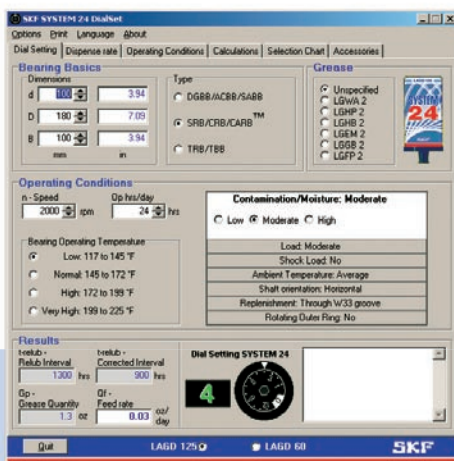 SKF SYSTEM 24 DialSet
Options Print Language About
Dial Setting Dispense rate Operating Conditions Calculations Selection Chart Accessories
Bearing Basics
Dimensions
d 100 3.94
D 180 7.09
B 100 3.94
mm in
Type
DGBB/ACBB/SABB
SRB/CRB/CARB™
TRB/TBB
Grease
Unspecified
LGWA 2
LGHP 2
LGHB 2
LGEM 2
LGGB 2
LGFP 2
SYSTEM
24
SKF
Operating Conditions
n - Speed Op hrs/day
2000 rpm 24 hrs
Bearing Operating Temperature
Low: 117 to 145 °F
Normal: 145 to 172 °F
High: 172 to 199 °F
Very High: 199 to 225 °F
Contamination/Moisture: Moderate
Low Moderate High
Load: Moderate
Shock Load: No
Ambient Temperature: Average
Shaft orientation: Horizontal
Replenishment: Through W33 groove
Rotating Outer Ring: No
Results
t-relub - Relub Interval
1300 hrs
t-relub - Corrected Interval
900 hrs
Gp - Grease Quantity
1.3 oz
Qf - Feed rate
0.03 oz/day
Dial Setting SYSTEM 24
4
Quit LAGD 125 LAGD 60 SKF